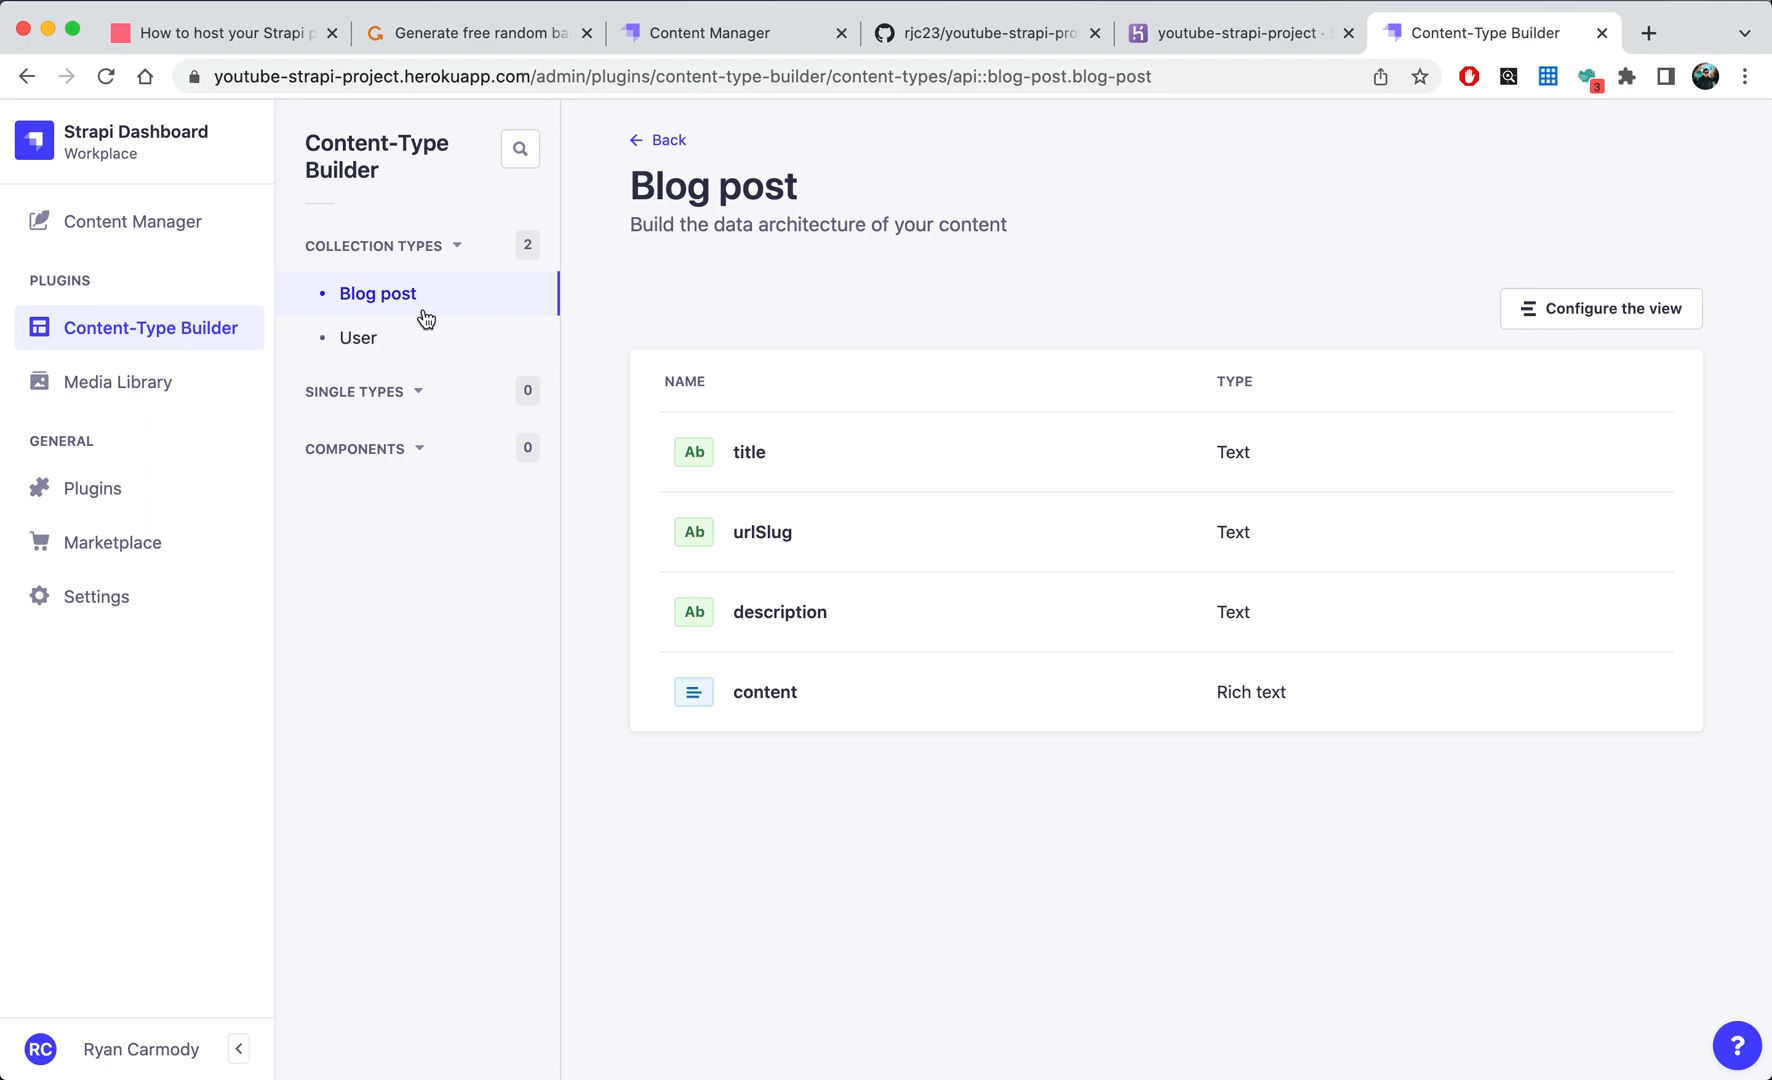 How to host your Strapi p
Generate free random ba
Content Manager
rjc23/youtube-strapi-pro
youtube-strapi-project ·
Content-Type Builder
youtube-strapi-project.herokuapp.com/admin/plugins/content-type-builder/content-types/api::blog-post.blog-post
3
Strapi Dashboard
Workplace
Content Manager
PLUGINS
Content-Type Builder
Media Library
GENERAL
Plugins
Marketplace
Settings
RC
Ryan Carmody
Content-Type
Builder
COLLECTION TYPES 2
Blog post
User
SINGLE TYPES 0
COMPONENTS 0
Back
Blog post
Build the data architecture of your content
Configure the view
NAME TYPE
Ab title Text
Ab urlSlug Text
Ab description Text
content Rich text
?